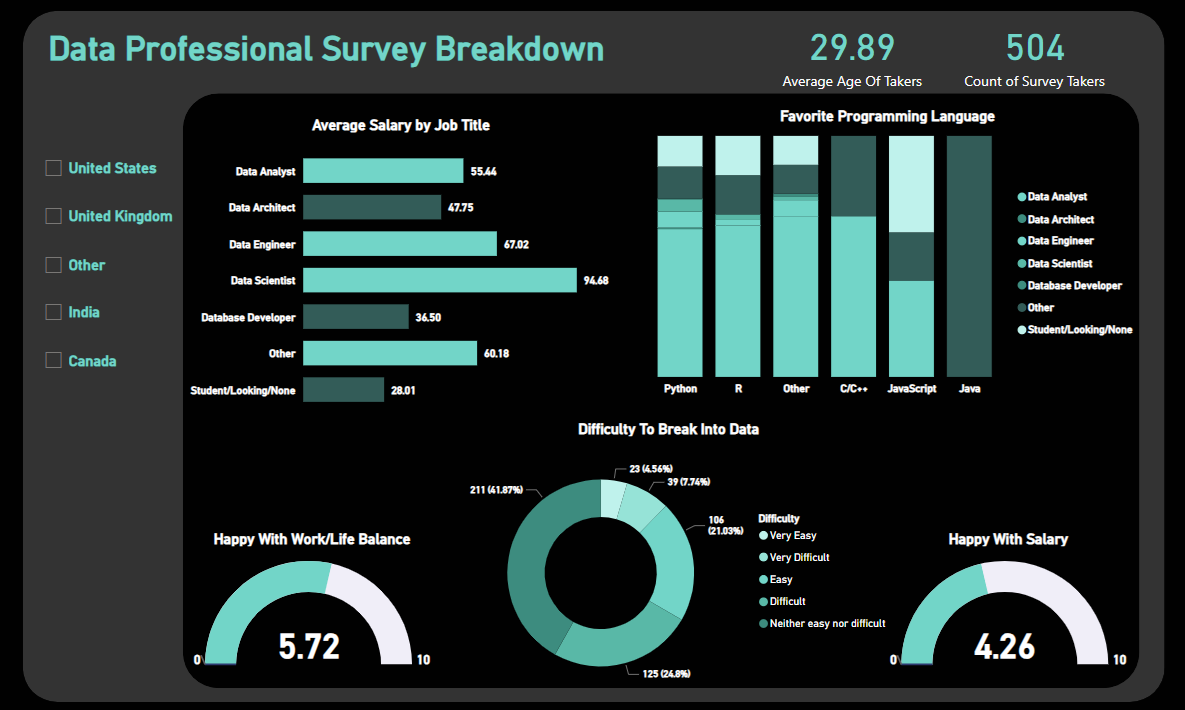 Data Professional Survey Breakdown
29.89
Average Age Of Takers
504
Count of Survey Takers
United States
United Kingdom
Other
India
Canada
Average Salary by Job Title
Data Analyst 55.44
Data Architect 47.75
Data Engineer 67.02
Data Scientist 94.68
Database Developer 36.50
Other 60.18
Student/Looking/None 28.01
Favorite Programming Language
Python R Other C/C++ JavaScript Java
Data Analyst
Data Architect
Data Engineer
Data Scientist
Database Developer
Other
Student/Looking/None
Difficulty To Break Into Data
23 (4.56%)
39 (7.74%)
106
(21.03%)
125 (24.8%)
211 (41.87%)
Difficulty
Very Easy
Very Difficult
Easy
Difficult
Neither easy nor difficult
Happy With Work/Life Balance
5.72
0 10
Happy With Salary
4.26
0 10